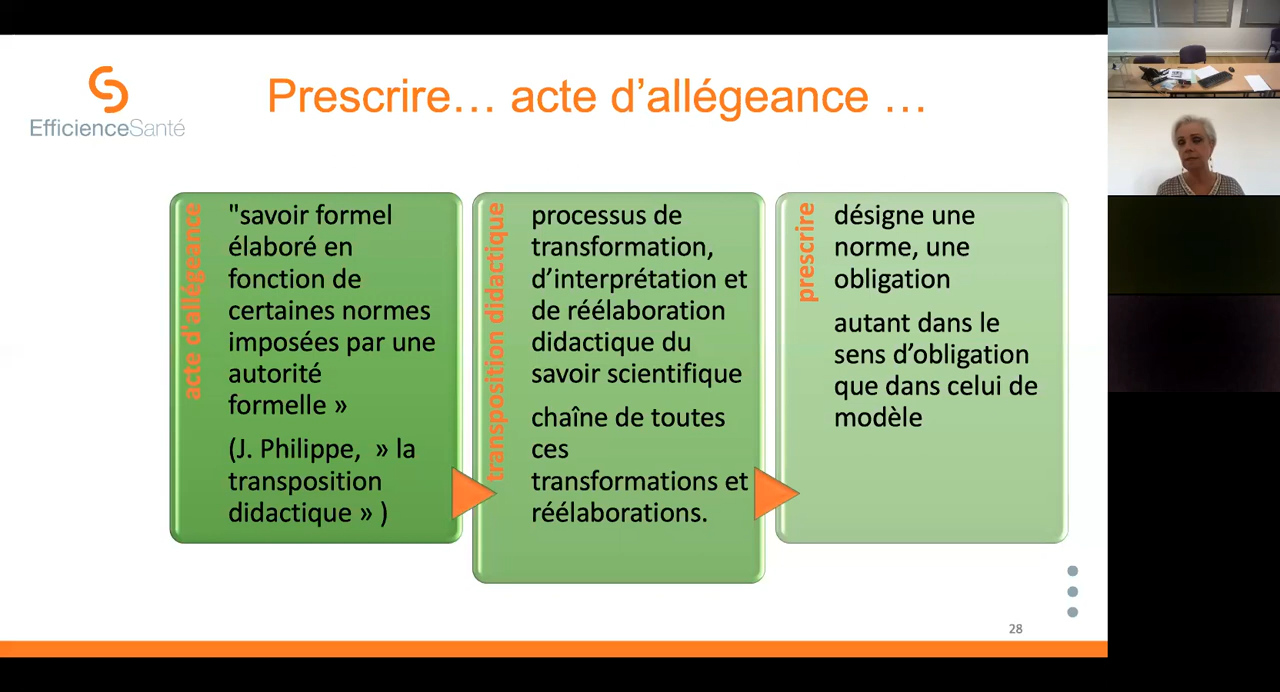 EfficienceSanté
Prescrire… acte d’allégeance …
acte d'allégeance
"savoir formel
élaboré en
fonction de
certaines normes
imposées par une
autorité
formelle »
(J. Philippe, » la
transposition
didactique » )
transposition didactique
processus de
transformation,
d’interprétation et
de réélaboration
didactique du
savoir scientifique
chaîne de toutes
ces
transformations et
réélaborations.
prescrire
désigne une
norme, une
obligation
autant dans le
sens d’obligation
que dans celui de
modèle
28